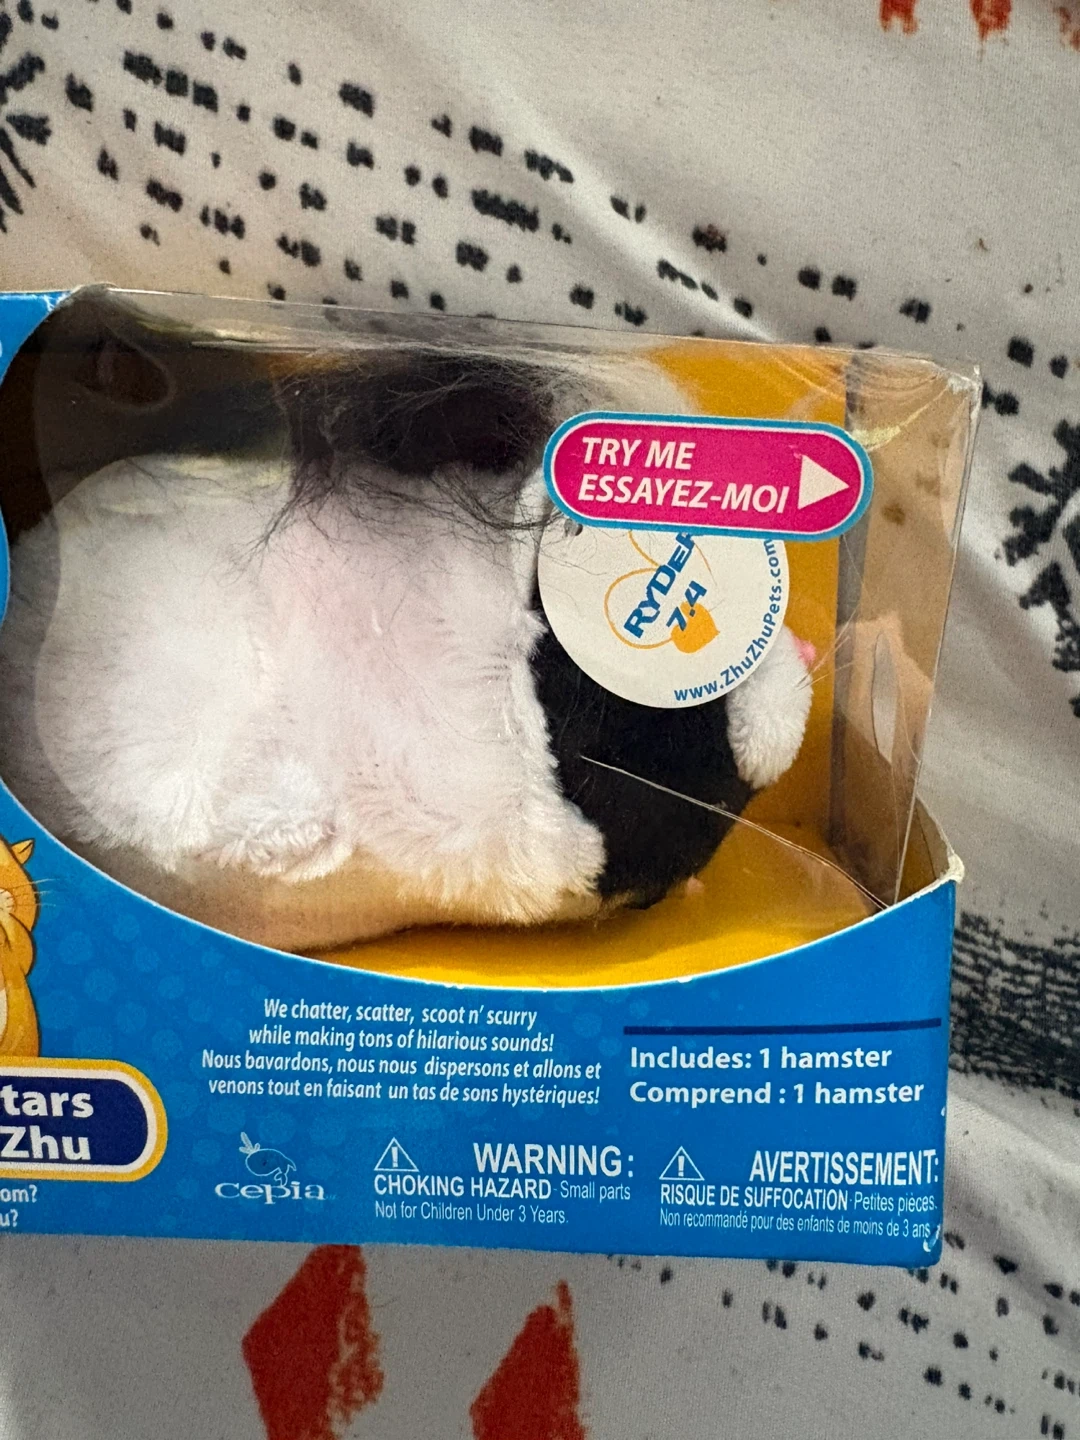 TRY ME
ESSAYEZ-MOI
RYDER
7.4
www.ZhuZhuPets.com
We chatter, scatter, scoot n' scurry
while making tons of hilarious sounds!
Nous bavardons, nous nous dispersons et allons et
venons tout en faisant un tas de sons hystériques!
Includes: 1 hamster
Comprend : 1 hamster
tars
Zhu
om?
u?
cepia
WARNING:
CHOKING HAZARD-Small parts
Not for Children Under 3 Years.
AVERTISSEMENT:
RISQUE DE SUFFOCATION-Petites pièces.
Non recommandé pour des enfants de moins de 3 ans.